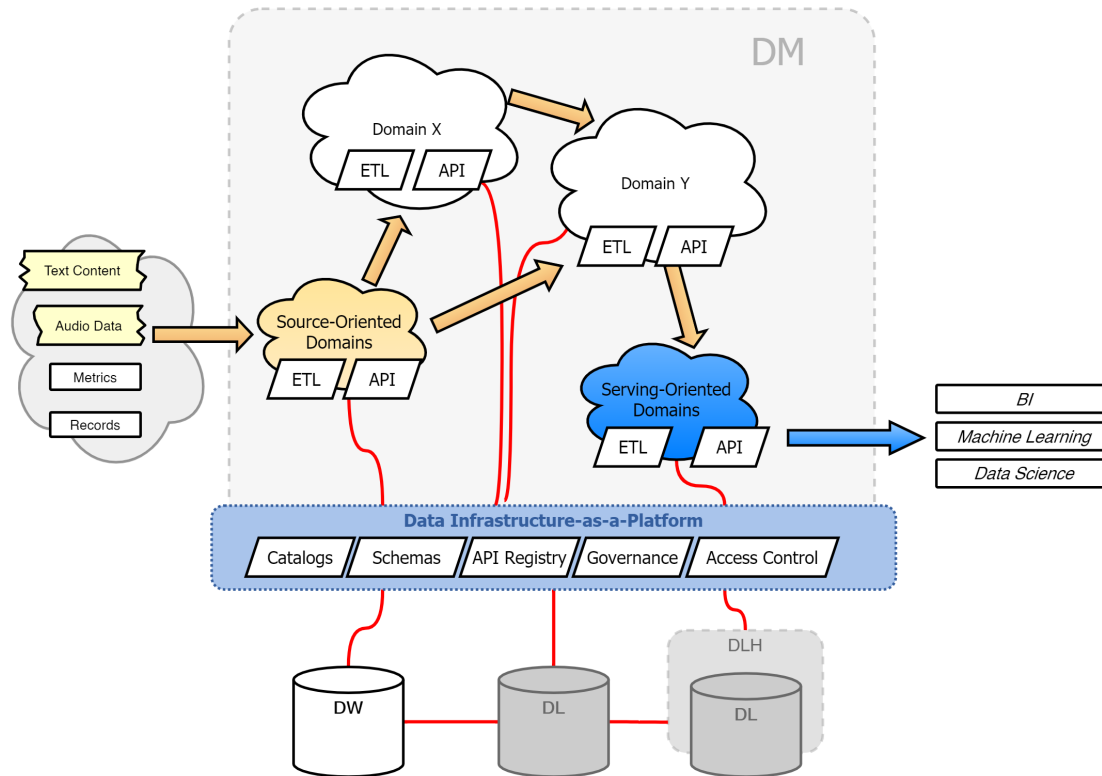 DM
Domain X
ETL
API
Domain Y
ETL
API
Text Content
Audio Data
Metrics
Records
Source-Oriented
Domains
ETL
API
Serving-Oriented
Domains
ETL
API
BI
Machine Learning
Data Science
Data Infrastructure-as-a-Platform
Catalogs
Schemas
API Registry
Governance
Access Control
DW
DL
DLH
DL